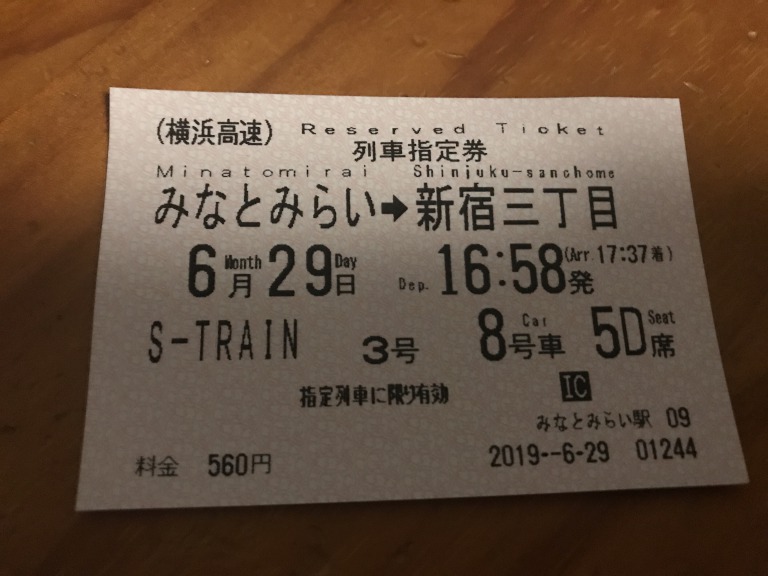 (横浜高速) Reserved Ticket
列車指定券
Minatomirai Shinjuku-sanchome
みなとみらい➡新宿三丁目
6 Month 月 29 Day 日 Dep. 16:58発 (Arr. 17:37着)
S-TRAIN 3号 8 Car 号車 5D Seat 席
指定列車に限り有効 IC
みなとみらい駅 09
料金 560円 2019--6-29 01244